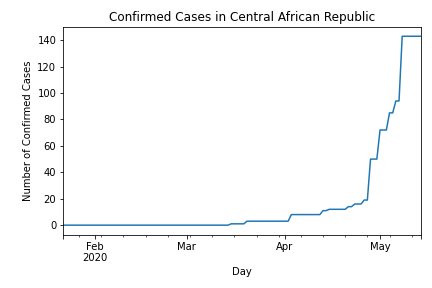 Confirmed Cases in Central African Republic
Number of Confirmed Cases
140
120
100
80
60
40
20
0
Feb
2020
Mar
Apr
May
Day